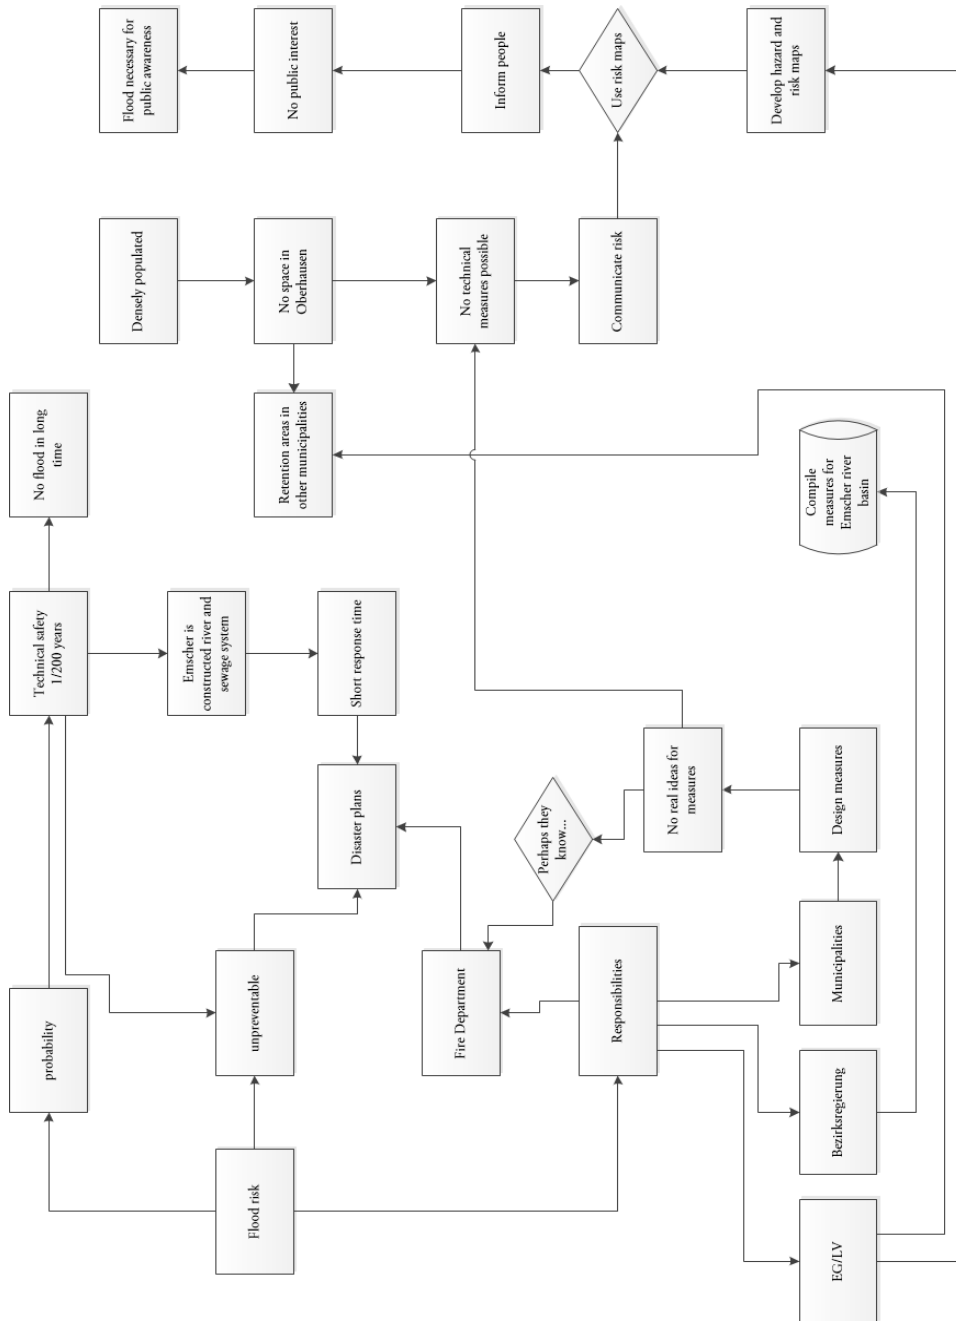 probability
Technical safety
1/200 years
No flood in long
time
Densely populated
Flood necessary for
public awareness
Emscher is
constructed river and
sewage system
Flood risk
unpreventable
Retention areas in
other municipalities
No space in
Oberhausen
No public interest
Disaster plans
Short response time
Fire Department
No technical
measures possible
Inform people
Perhaps they
know...
Responsibilities
Communicate risk
Use risk maps
No real ideas for
measures
Develop hazard and
risk maps
EG/LV
Bezirksregierung
Municipalities
Design measures
Compile
measures for
Emscher river
basin